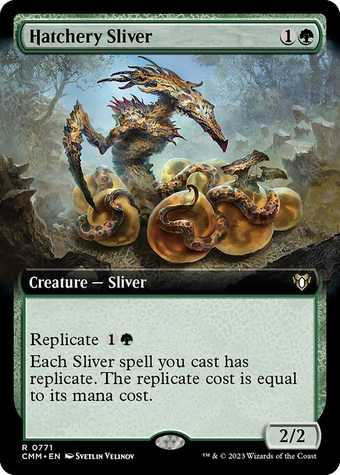 Hatchery Sliver 1
Creature — Sliver
Replicate 1
Each Sliver spell you cast has
replicate. The replicate cost is equal
to its mana cost.
2/2
R 0771
CMM • EN Svetlin Velinov
™ & © 2023 Wizards of the Coast